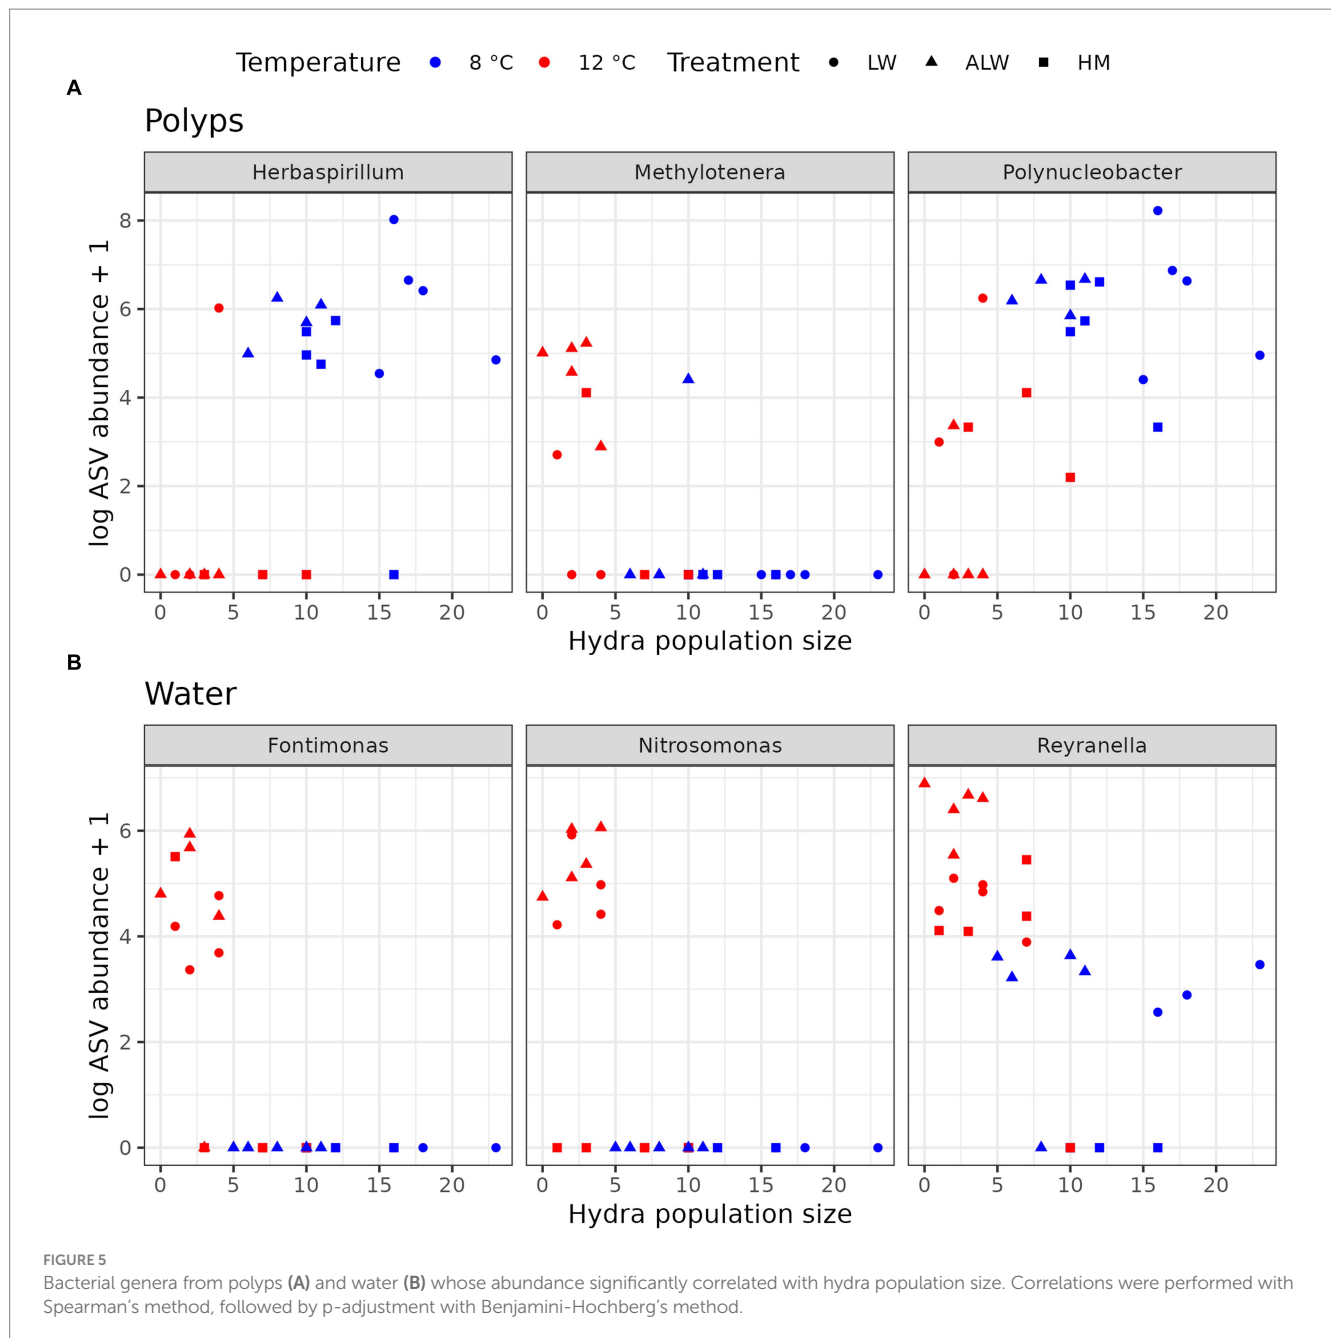 Temperature 8 °C 12 °C Treatment LW ALW HM
A
Polyps
Herbaspirillum Methylotenera Polynucleobacter
log ASV abundance + 1
8
6
4
2
0
0 5 10 15 20 0 5 10 15 20 0 5 10 15 20
Hydra population size
B
Water
Fontimonas Nitrosomonas Reyranella
log ASV abundance + 1
6
4
2
0
0 5 10 15 20 0 5 10 15 20 0 5 10 15 20
Hydra population size
FIGURE 5
Bacterial genera from polyps (A) and water (B) whose abundance significantly correlated with hydra population size. Correlations were performed with
Spearman’s method, followed by p-adjustment with Benjamini-Hochberg’s method.